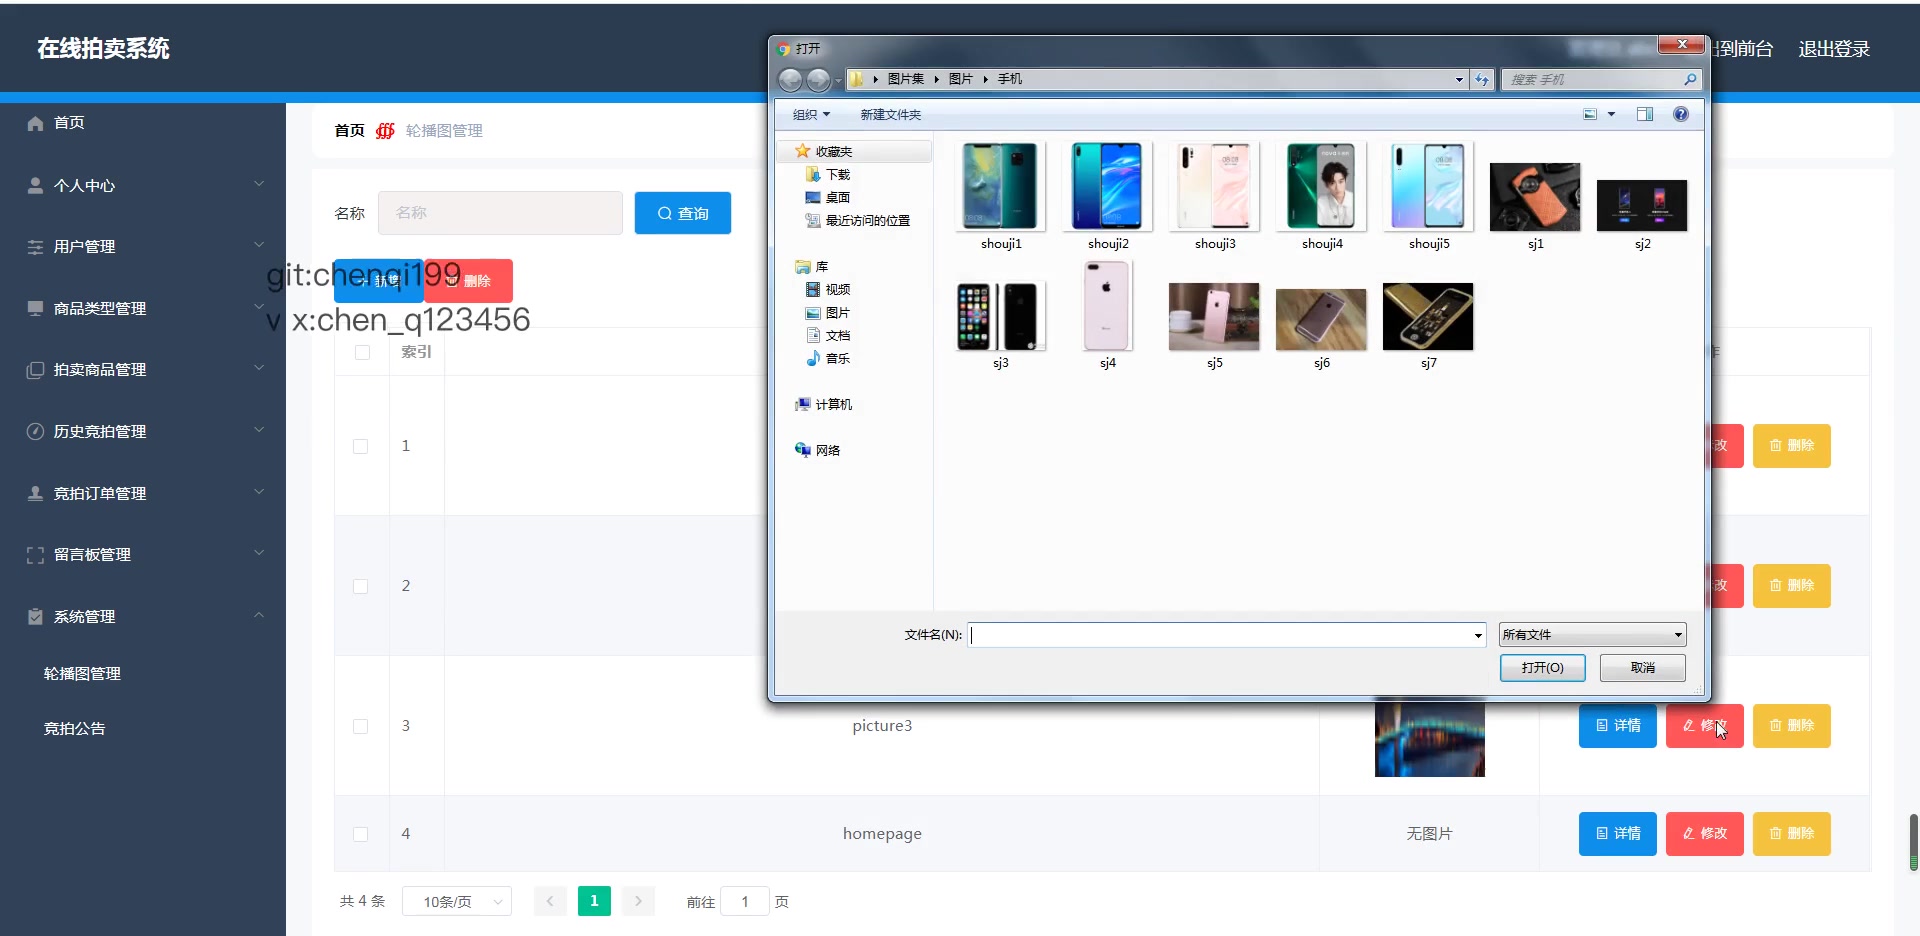 在线拍卖系统
退出到前台 退出登录
首页
个人中心
用户管理
商品类型管理
拍卖商品管理
历史竞拍管理
竞拍订单管理
留言板管理
系统管理
轮播图管理
竞拍公告
首页 轮播图管理
名称 名称 查询
新增 删除
git:chenqi199
v x:chen_q123456
索引
1 删除
2 删除
3 picture3 详情 修改 删除
4 homepage 无图片 详情 修改 删除
共 4 条 10条/页 1 前往 1 页
打开
图片集 图片 手机 搜索 手机
组织 新建文件夹
收藏夹
下载
桌面
最近访问的位置
库
视频
图片
文档
音乐
计算机
网络
shouji1 shouji2 shouji3 shouji4 shouji5 sj1 sj2
sj3 sj4 sj5 sj6 sj7
文件名(N): 所有文件
打开(O) 取消